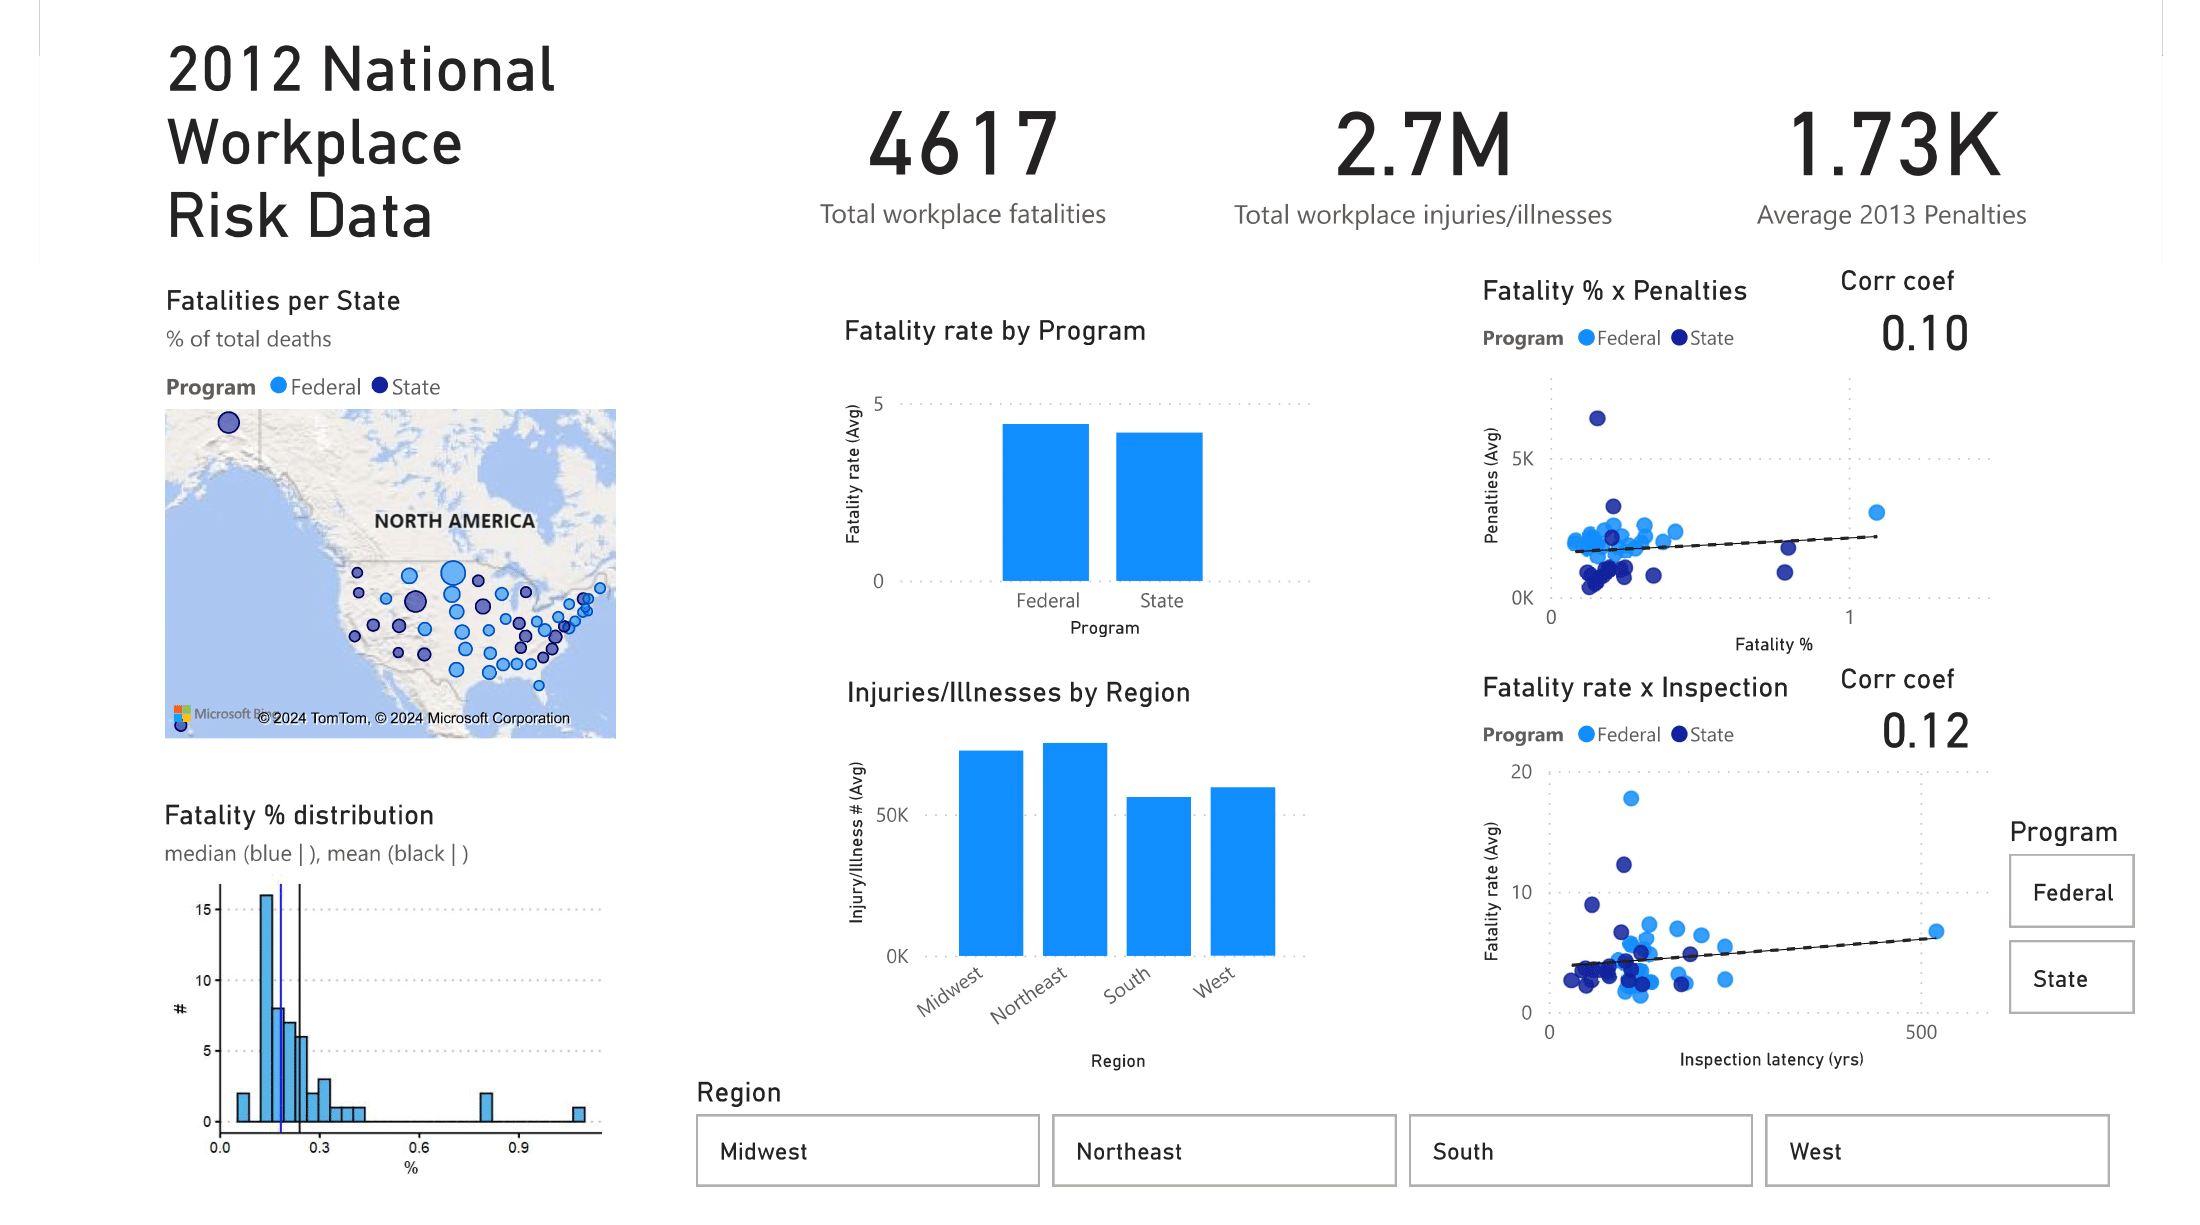 2012 National
Workplace
Risk Data
4617
Total workplace fatalities
2.7M
Total workplace injuries/illnesses
1.73K
Average 2013 Penalties
Fatalities per State
% of total deaths
Program Federal State
NORTH AMERICA
Microsoft Bing
© 2024 TomTom, © 2024 Microsoft Corporation
Fatality % distribution
median (blue | ), mean (black | )
15
10
5
0
#
0.0 0.3 0.6 0.9
%
Fatality rate by Program
Fatality rate (Avg)
5
0
Federal State
Program
Injuries/Illnesses by Region
Injury/Illness # (Avg)
50K
0K
Midwest Northeast South West
Region
Fatality % x Penalties
Corr coef
0.10
Program Federal State
Penalties (Avg)
5K
0K
0 1
Fatality %
Fatality rate x Inspection
Corr coef
0.12
Program Federal State
Fatality rate (Avg)
20
10
0
0 500
Inspection latency (yrs)
Program
Federal
State
Region
Midwest Northeast South West